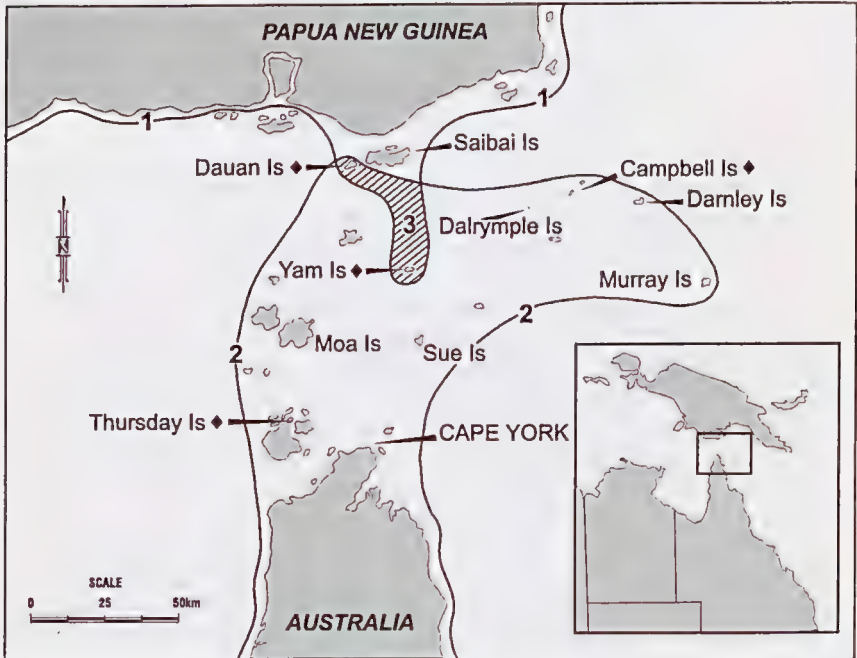 PAPUA NEW GUINEA
1
1
Saibai Is
Dauan Is ♦
Campbell Is ♦
Darnley Is
Dalrymple Is
3
Yam Is ♦
Murray Is
2
2
Moa Is
Sue Is
Thursday Is ♦
CAPE YORK
N
SCALE
0 25 50km
AUSTRALIA